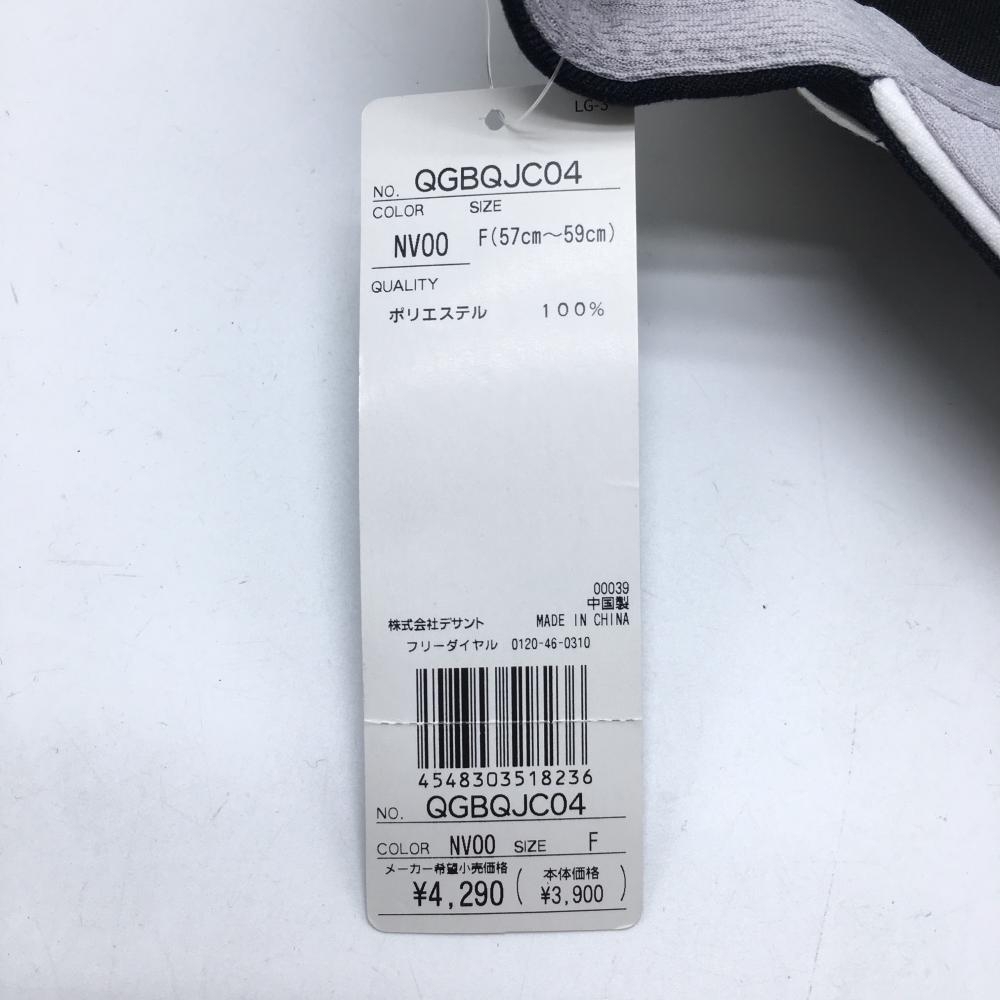 LG-3
NO. QGBQJC04
COLOR SIZE
NV00 F(57cm～59cm)
QUALITY
ポリエステル 100%
00039
中国製
株式会社デサント MADE IN CHINA
フリーダイヤル 0120-46-0310
4548303518236
NO. QGBQJC04
COLOR NV00 SIZE F
メーカー希望小売価格 本体価格
¥4,290 ( ¥3,900 )